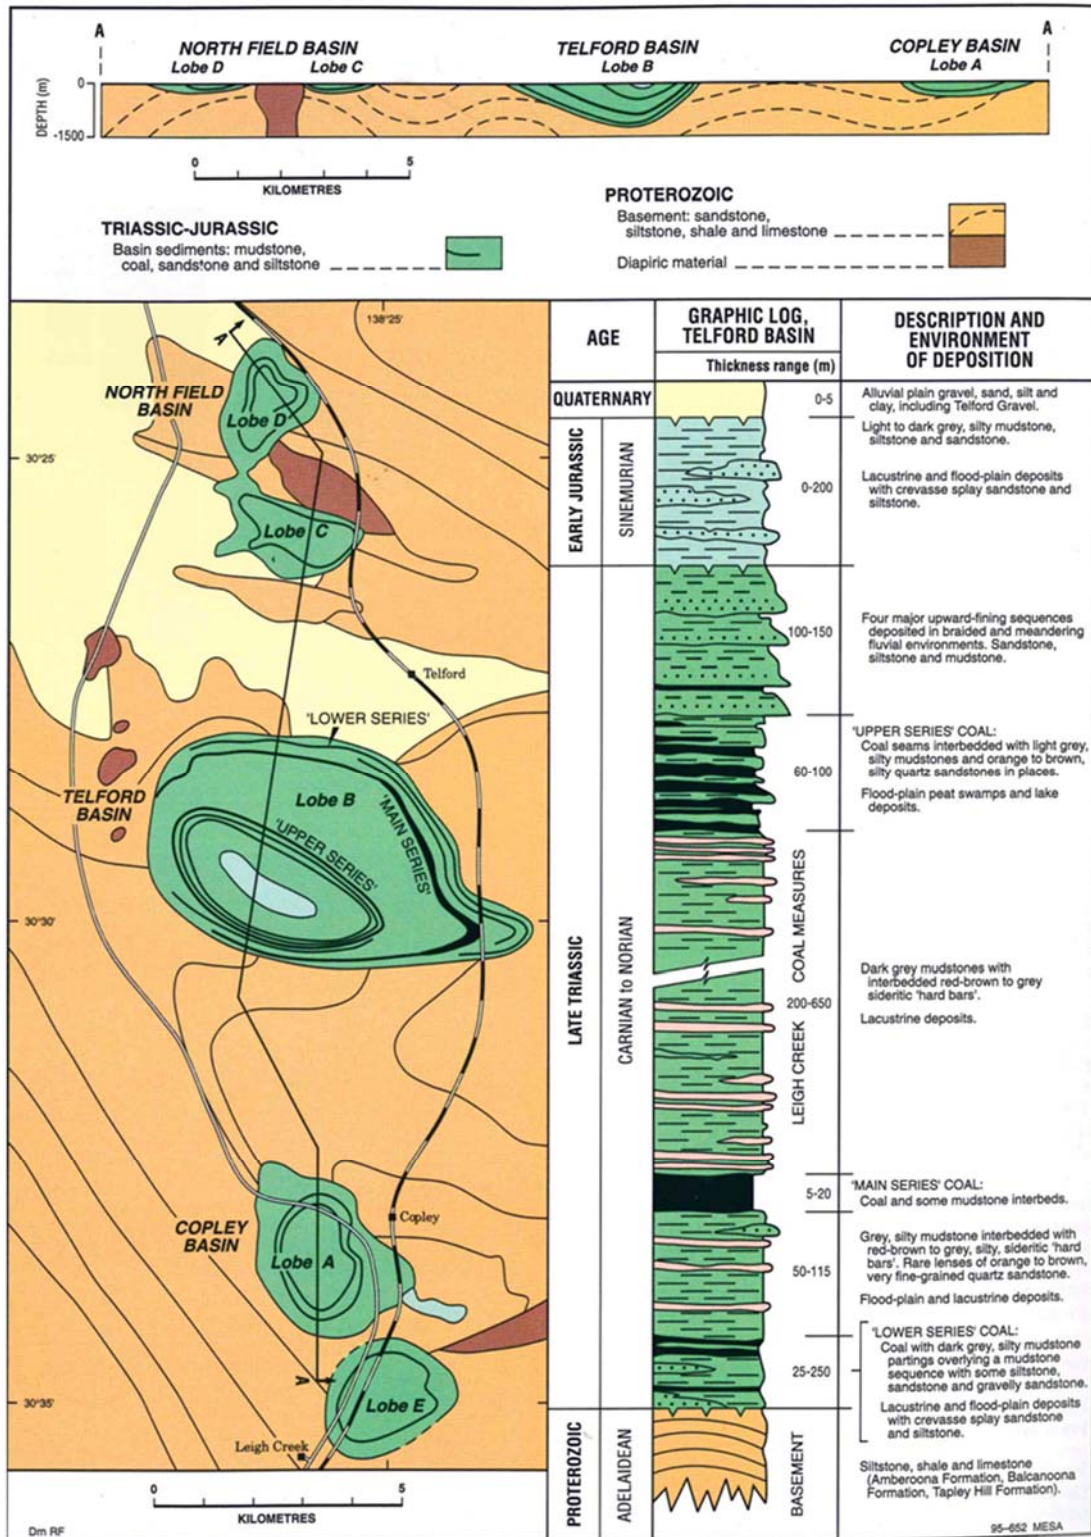 A
A
NORTH FIELD BASIN
Lobe D
Lobe C
TELFORD BASIN
Lobe B
COPLEY BASIN
Lobe A
DEPTH (m)
0
-1500
0
5
KILOMETRES
TRIASSIC-JURASSIC
Basin sediments: mudstone,
coal, sandstone and siltstone
PROTEROZOIC
Basement: sandstone,
siltstone, shale and limestone
Diapiric material
138°25'
A
NORTH FIELD
BASIN
Lobe D
30°25'
Lobe C
Telford
'LOWER SERIES'
Lobe B
'MAIN SERIES'
TELFORD
BASIN
'UPPER SERIES'
30°30'
COPLEY
BASIN
Copley
Lobe A
A
30°35'
Lobe E
Leigh Creek
0
5
KILOMETRES
Dm RF
AGE
GRAPHIC LOG,
TELFORD BASIN
Thickness range (m)
DESCRIPTION AND
ENVIRONMENT
OF DEPOSITION
QUATERNARY
0-5
Alluvial plain gravel, sand, silt and
clay, including Telford Gravel.
EARLY JURASSIC
SINEMURIAN
0-200
Light to dark grey, silty mudstone,
siltstone and sandstone.
Lacustrine and flood-plain deposits
with crevasse splay sandstone and
siltstone.
LATE TRIASSIC
CARNIAN to NORIAN
LEIGH CREEK COAL MEASURES
100-150
Four major upward-fining sequences
deposited in braided and meandering
fluvial environments. Sandstone,
siltstone and mudstone.
60-100
'UPPER SERIES' COAL:
Coal seams interbedded with light grey,
silty mudstones and orange to brown,
silty quartz sandstones in places.
Flood-plain peat swamps and lake
deposits.
200-650
Dark grey mudstones with
interbedded red-brown to grey
sideritic 'hard bars'.
Lacustrine deposits.
5-20
'MAIN SERIES' COAL:
Coal and some mudstone interbeds.
50-115
Grey, silty mudstone interbedded with
red-brown to grey, silty, sideritic 'hard
bars'. Rare lenses of orange to brown,
very fine-grained quartz sandstone.
Flood-plain and lacustrine deposits.
25-250
'LOWER SERIES' COAL:
Coal with dark grey, silty mudstone
partings overlying a mudstone
sequence with some siltstone,
sandstone and gravelly sandstone.
Lacustrine and flood-plain deposits
with crevasse splay sandstone
and siltstone.
PROTEROZOIC
ADELAIDEAN
BASEMENT
Siltstone, shale and limestone
(Amberoona Formation, Balcanoona
Formation, Tapley Hill Formation).
95-652 MESA